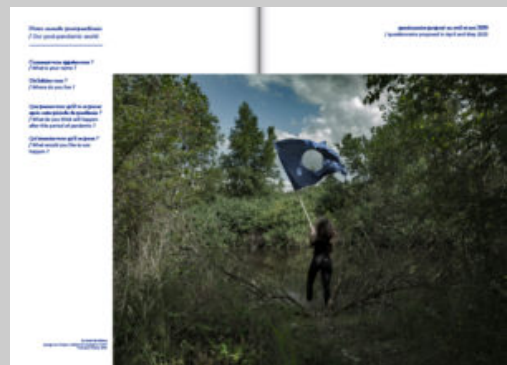 Notre monde postpandémie
/ Our post-pandemic world
Comment vous appelez-vous ?
/ What is your name ?
Où habitez-vous ?
/ Where do you live ?
Que pensez-vous qu'il va se passer
après cette période de pandémie ?
/ What do you think will happen
after this period of pandemic ?
Qu'aimeriez-vous qu'il se passe ?
/ What would you like to see
happen ?
questionnaire proposé en avril et mai 2020
/ questionnaire proposed in April and May 2020